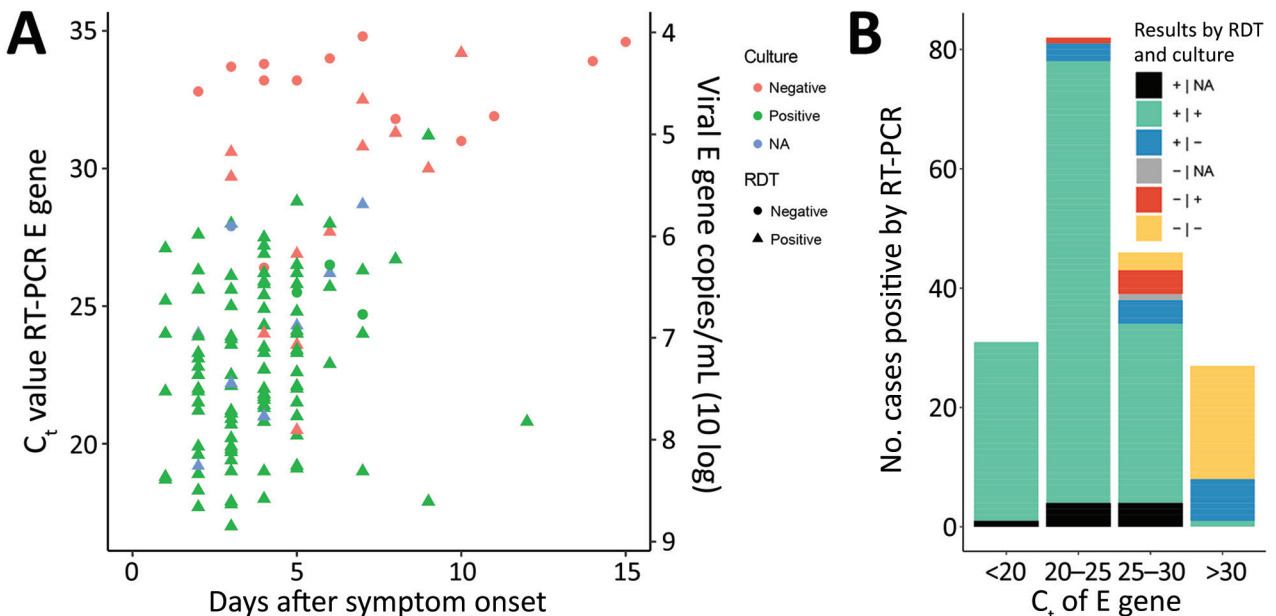 A
35
30
25
20
Ct value RT-PCR E gene
0
5
10
15
Days after symptom onset
4
5
6
7
8
9
Viral E gene copies/mL (10 log)
Culture
Negative
Positive
NA
RDT
Negative
Positive
B
80
60
40
20
0
No. cases positive by RT-PCR
<20
20–25
25–30
>30
Ct of E gene
Results by RDT
and culture
+ | NA
+ | +
+ | −
− | NA
− | +
− | −